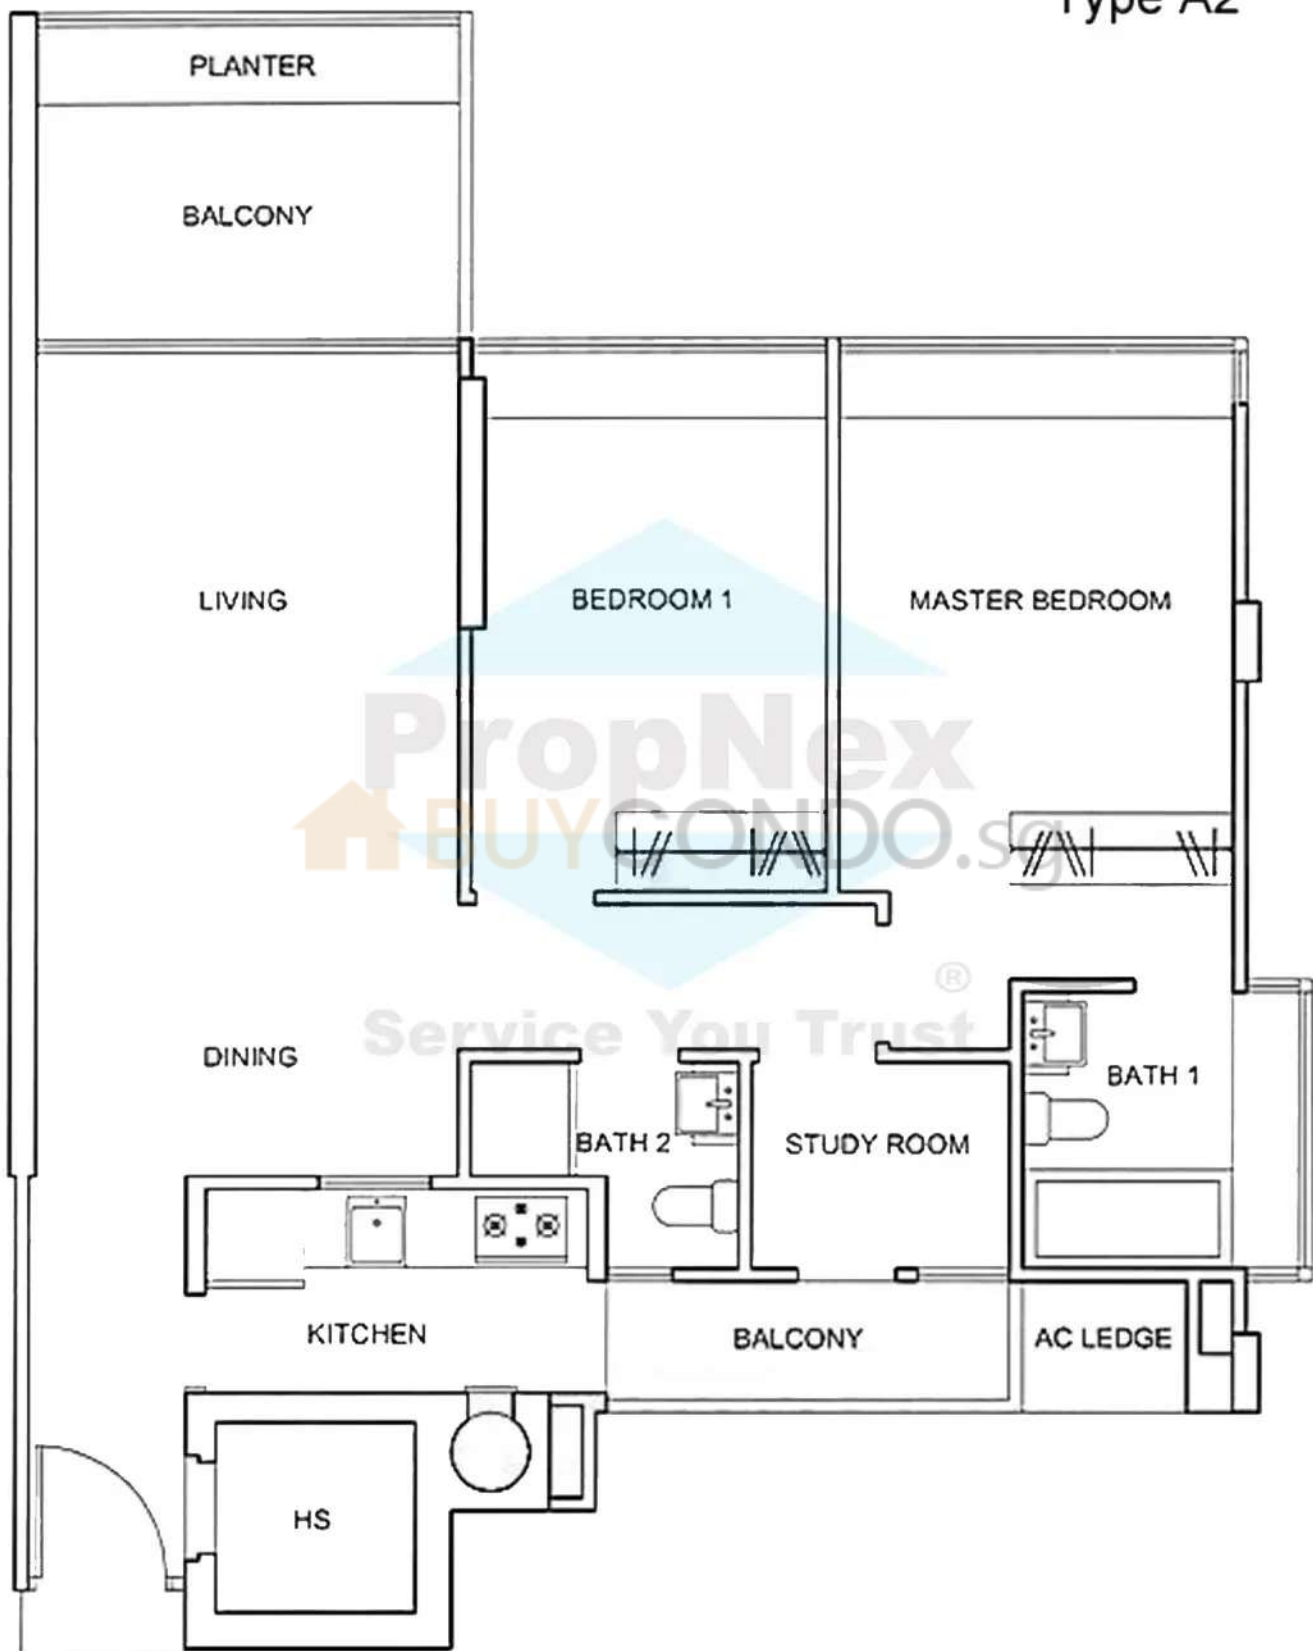 Type A2
PLANTER
BALCONY
LIVING
BEDROOM 1
MASTER BEDROOM
PropNex
BUYCONDO.sg
®
Service You Trust
DINING
BATH 1
BATH 2
STUDY ROOM
KITCHEN
BALCONY
AC LEDGE
HS